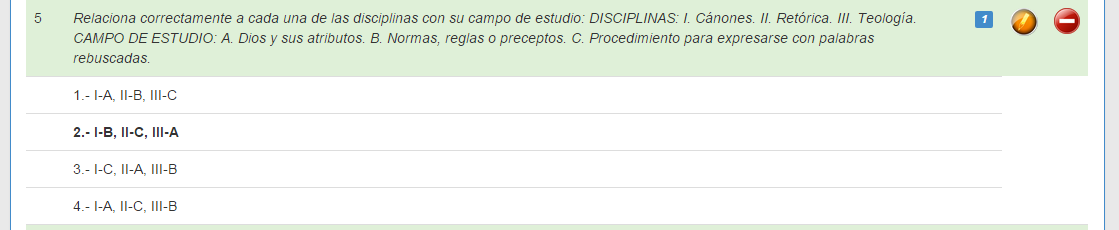 5 Relaciona correctamente a cada una de las disciplinas con su campo de estudio: DISCIPLINAS: I. Cánones. II. Retórica. III. Teología. 1
CAMPO DE ESTUDIO: A. Dios y sus atributos. B. Normas, reglas o preceptos. C. Procedimiento para expresarse con palabras
rebuscadas.
1.- I-A, II-B, III-C
2.- I-B, II-C, III-A
3.- I-C, II-A, III-B
4.- I-A, II-C, III-B